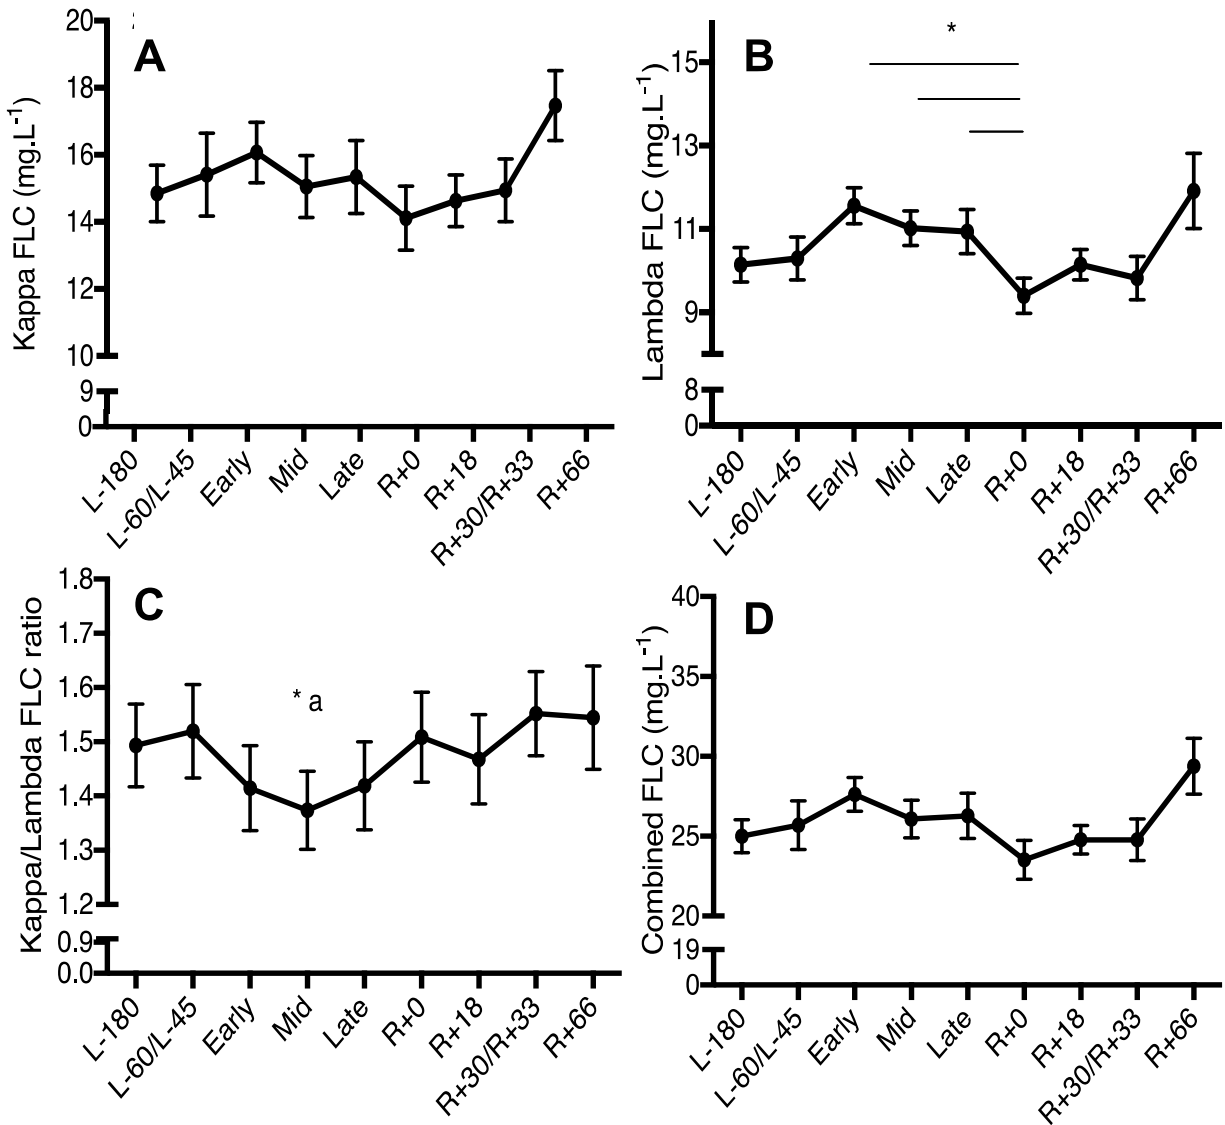 A
Kappa FLC (mg.L⁻¹)
20
18
16
14
12
10
9
0
L-180
L-60/L-45
Early
Mid
Late
R+0
R+18
R+30/R+33
R+66
B
*
Lambda FLC (mg.L⁻¹)
15
13
11
9
8
0
L-180
L-60/L-45
Early
Mid
Late
R+0
R+18
R+30/R+33
R+66
C
* a
Kappa/Lambda FLC ratio
1.8
1.7
1.6
1.5
1.4
1.3
1.2
0.9
0.0
L-180
L-60/L-45
Early
Mid
Late
R+0
R+18
R+30/R+33
R+66
D
Combined FLC (mg.L⁻¹)
40
35
30
25
20
19
0
L-180
L-60/L-45
Early
Mid
Late
R+0
R+18
R+30/R+33
R+66